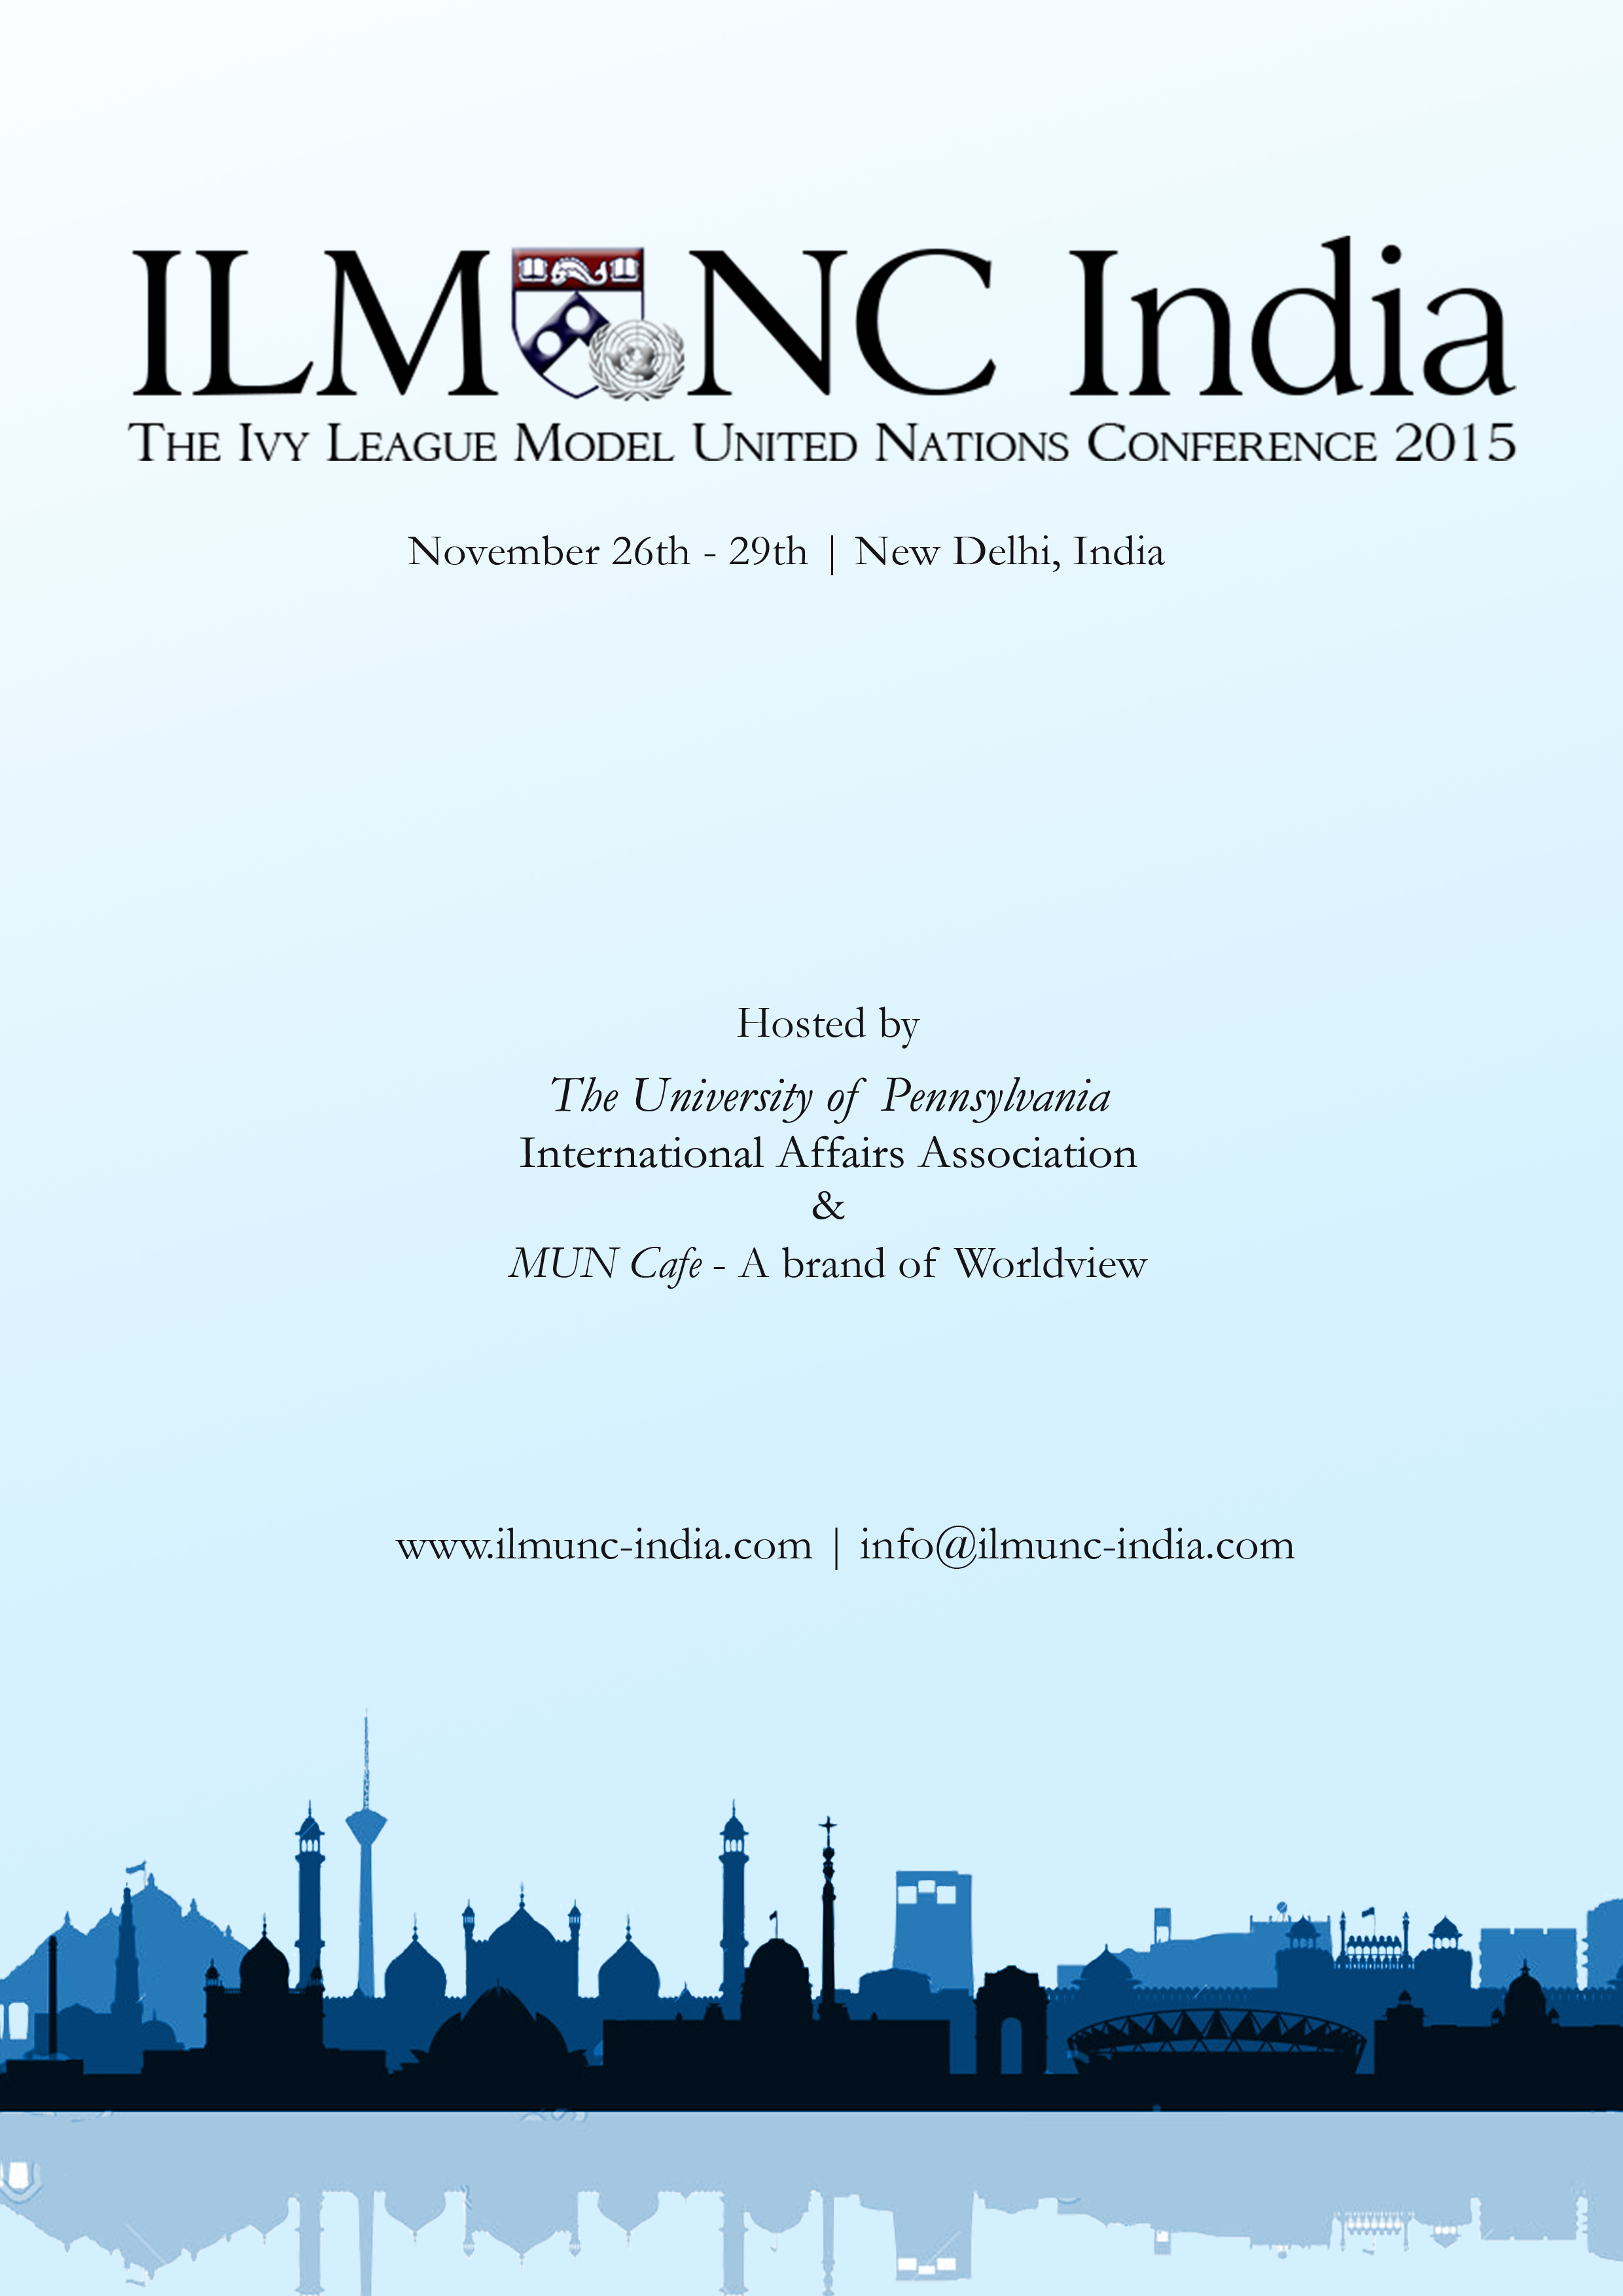 ILMUNC India
THE IVY LEAGUE MODEL UNITED NATIONS CONFERENCE 2015
November 26th - 29th | New Delhi, India
Hosted by
The University of Pennsylvania
International Affairs Association
&
MUN Cafe - A brand of Worldview
www.ilmunc-india.com | info@ilmunc-india.com